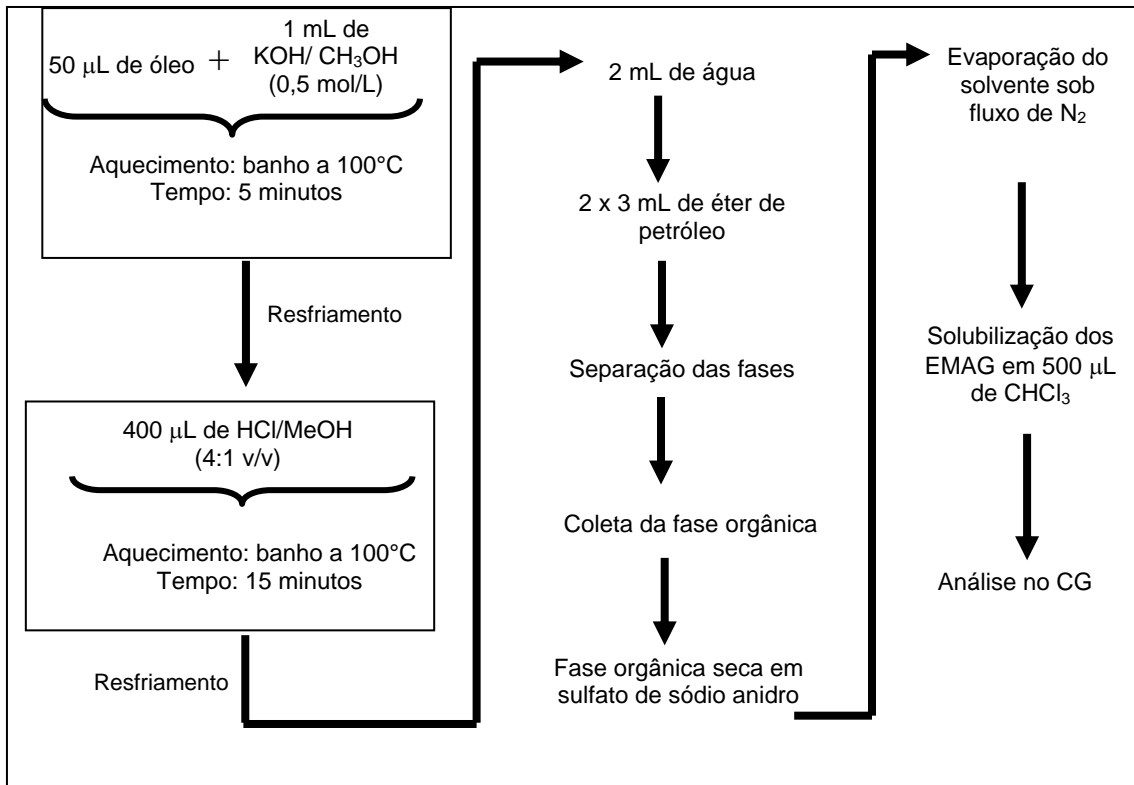 50 μL de óleo + 1 mL de
KOH/ CH₃OH
(0,5 mol/L)
Aquecimento: banho a 100°C
Tempo: 5 minutos
Resfriamento
400 μL de HCl/MeOH
(4:1 v/v)
Aquecimento: banho a 100°C
Tempo: 15 minutos
Resfriamento
2 mL de água
2 x 3 mL de éter de
petróleo
Separação das fases
Coleta da fase orgânica
Fase orgânica seca em
sulfato de sódio anidro
Evaporação do
solvente sob
fluxo de N₂
Solubilização dos
EMAG em 500 μL
de CHCl₃
Análise no CG